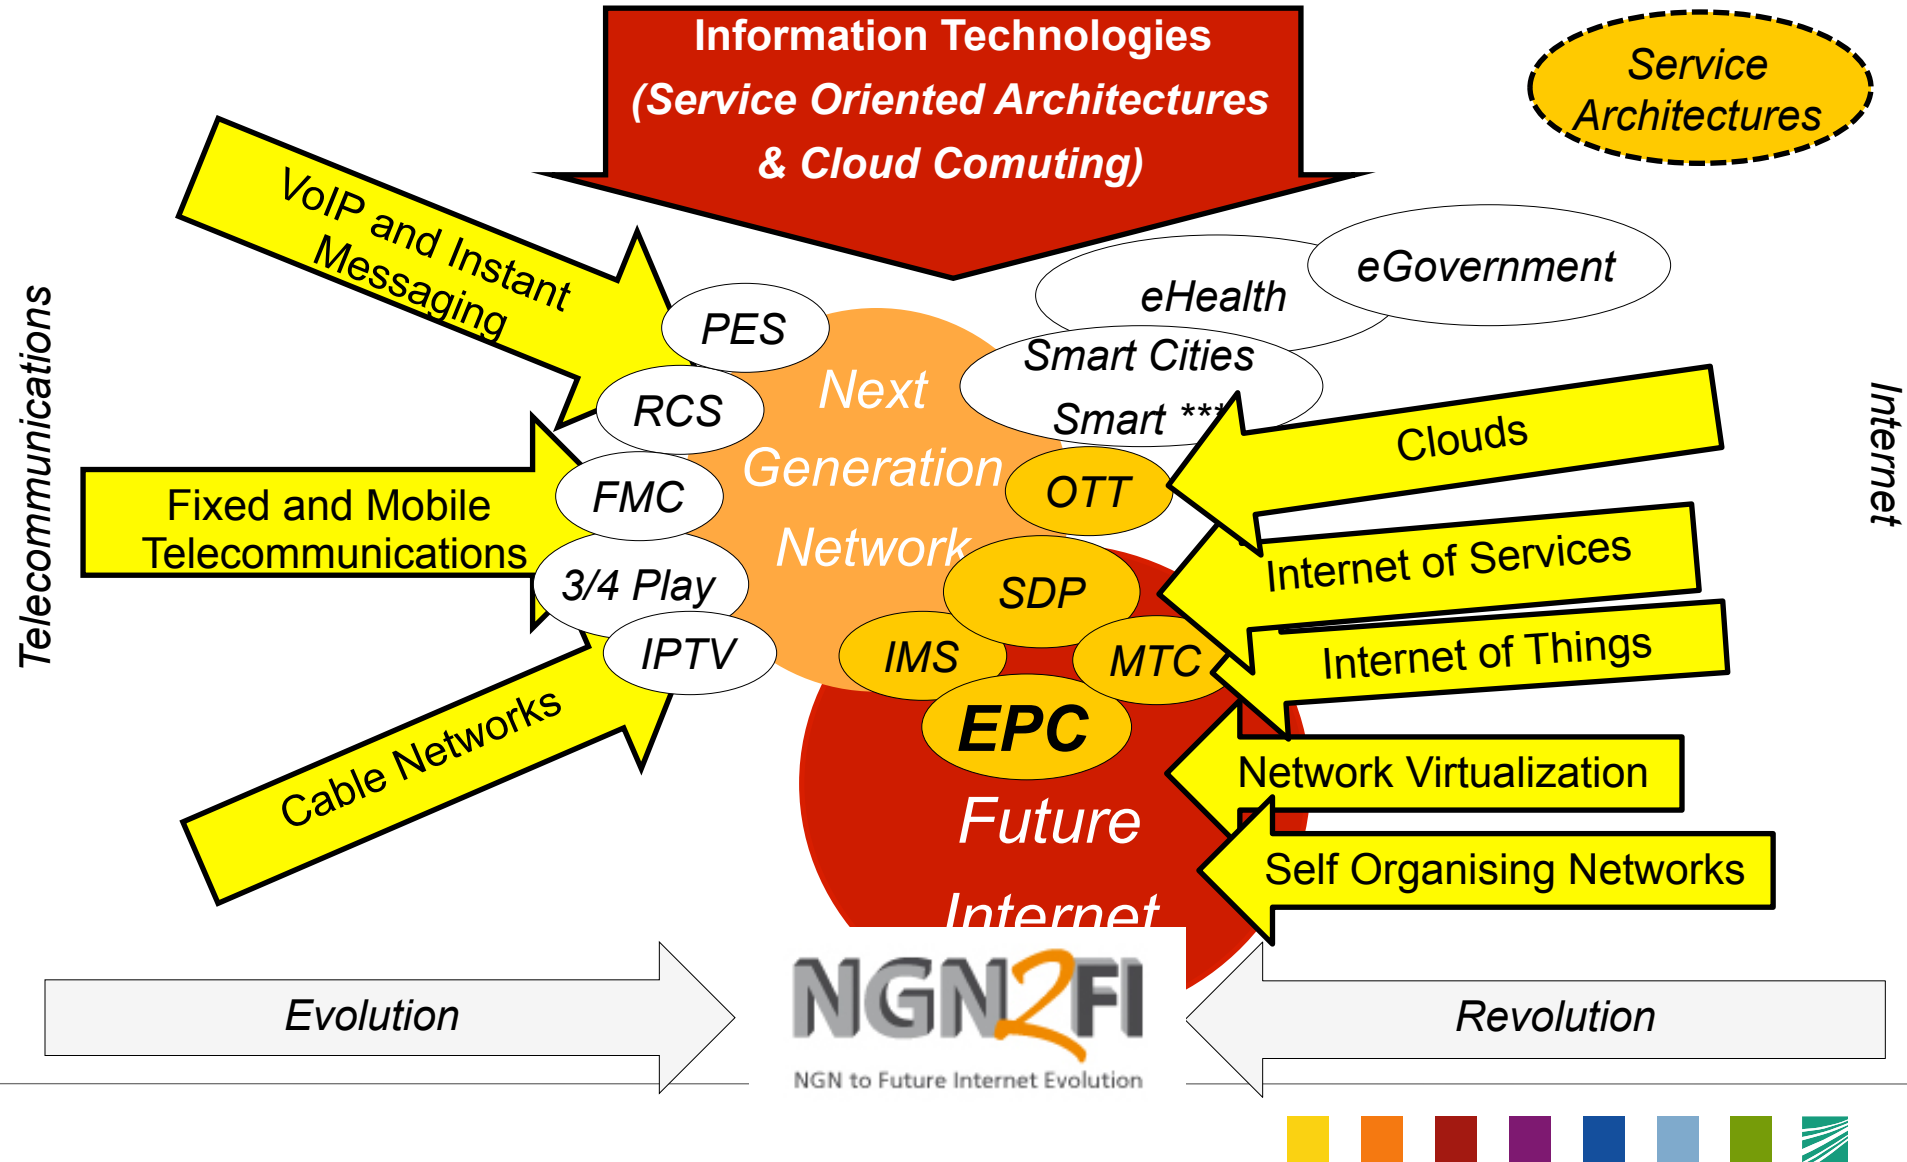 Information Technologies
(Service Oriented Architectures
& Cloud Comuting)
Service
Architectures
Telecommunications
VoIP and Instant
Messaging
Fixed and Mobile
Telecommunications
Cable Networks
PES
RCS
FMC
3/4 Play
IPTV
Next
Generation
Network
eHealth
eGovernment
Smart Cities
Smart ***
OTT
SDP
IMS
MTC
EPC
Future
Internet
Clouds
Internet of Services
Internet of Things
Network Virtualization
Self Organising Networks
Internet
Evolution
NGN2FI
NGN to Future Internet Evolution
Revolution